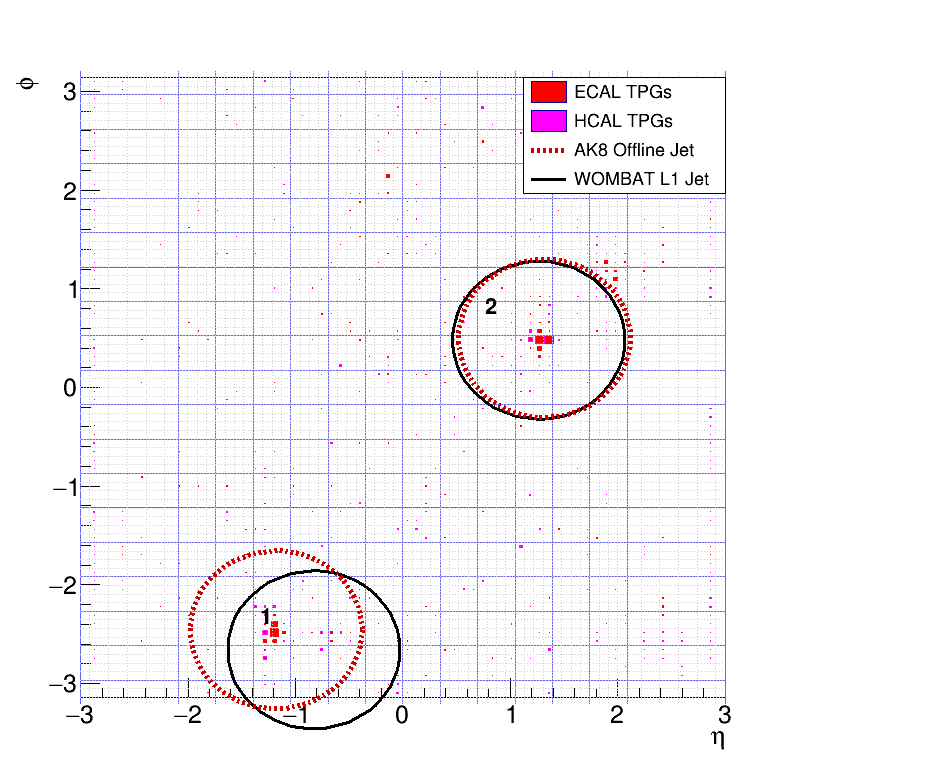 ϕ
3
2
1
0
−1
−2
−3
ECAL TPGs
HCAL TPGs
AK8 Offline Jet
WOMBAT L1 Jet
2
1
−3 −2 −1 0 1 2 3
η